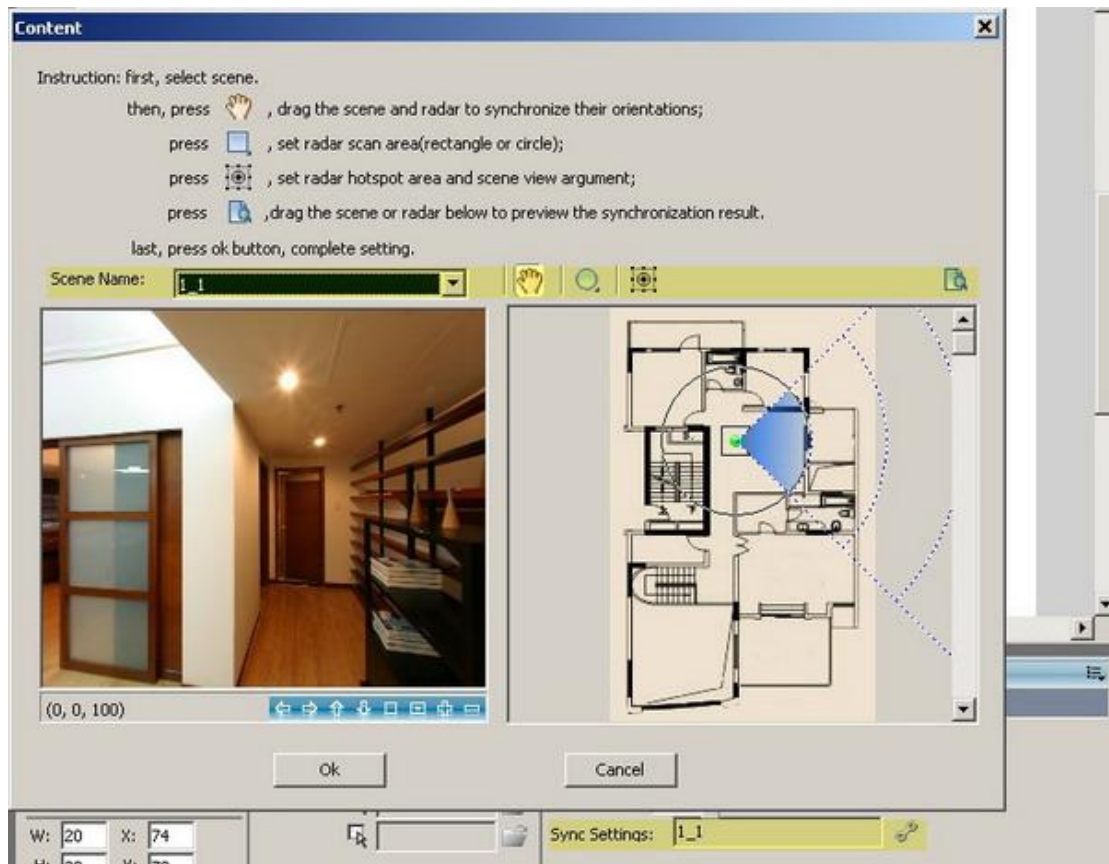 Content
Instruction: first, select scene.
then, press , drag the scene and radar to synchronize their orientations;
press , set radar scan area(rectangle or circle);
press , set radar hotspot area and scene view argument;
press ,drag the scene or radar below to preview the synchronization result.
last, press ok button, complete setting.
Scene Name: 1_1
(0, 0, 100)
Ok Cancel
W: 20 X: 74
Sync Settings: 1_1